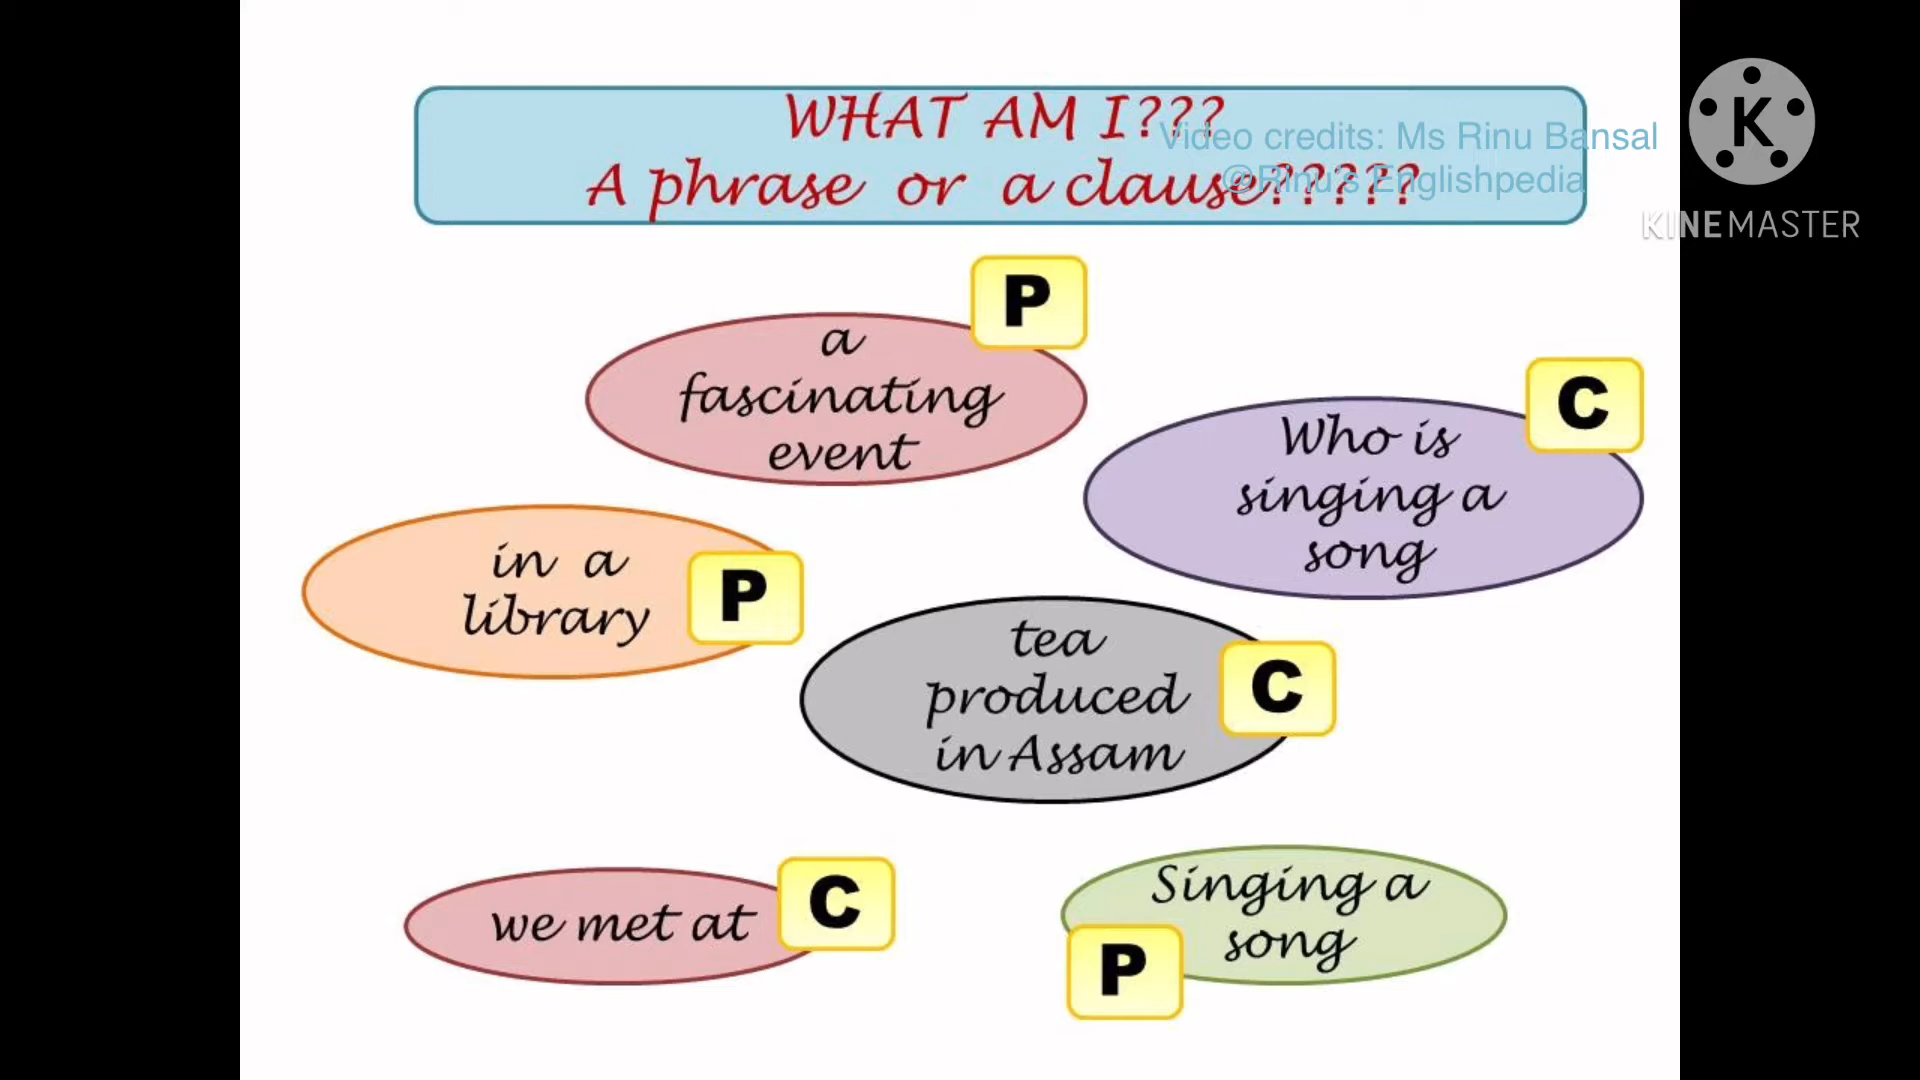 WHAT AM I???
A phrase or a clause?????
Video credits: Ms Rinu Bansal
@Rinu's Englishpedia
K
KINEMASTER
P
a
fascinating
event
C
Who is
singing a
song
in a
library
P
tea
produced
in Assam
C
we met at
C
Singing a
song
P